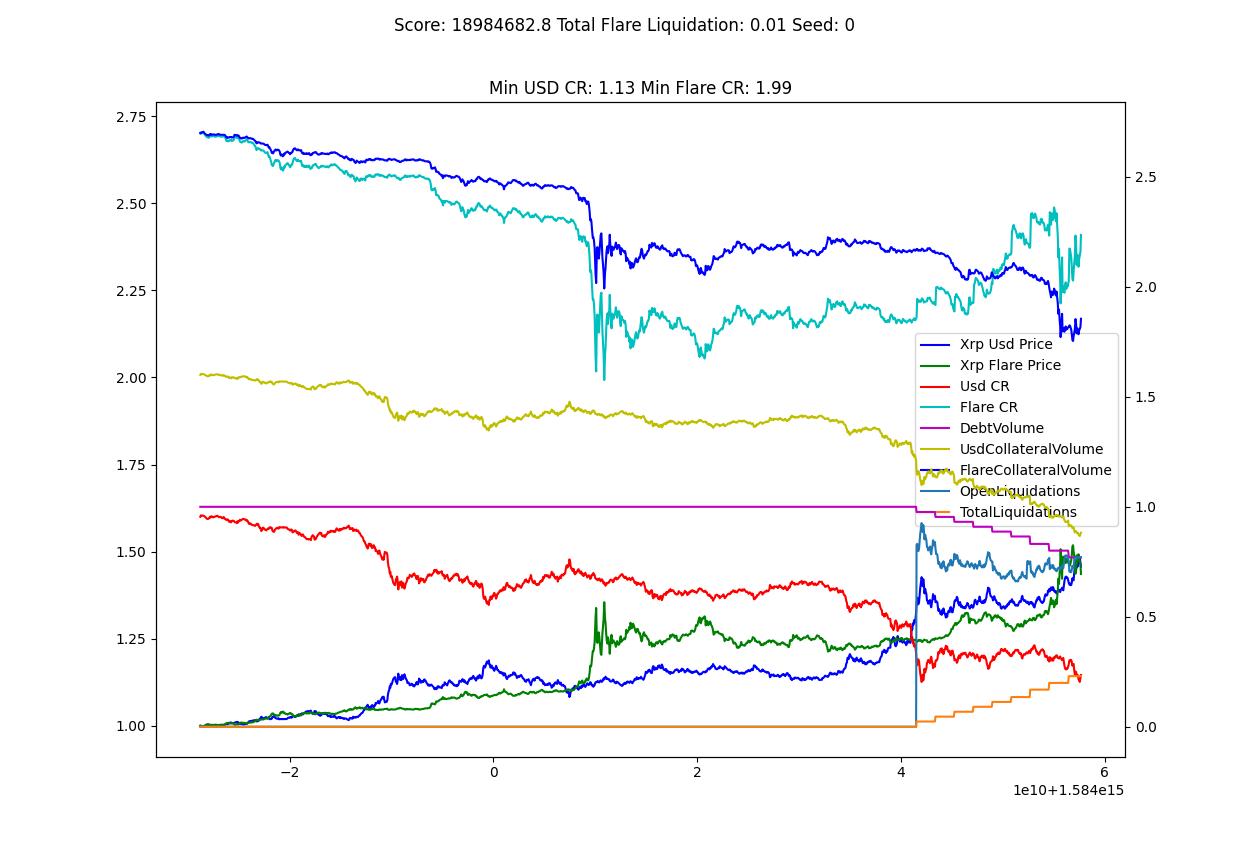 Score: 18984682.8 Total Flare Liquidation: 0.01 Seed: 0
Min USD CR: 1.13 Min Flare CR: 1.99
2.75
2.50
2.25
2.00
1.75
1.50
1.25
1.00
2.5
2.0
1.5
1.0
0.5
0.0
Xrp Usd Price
Xrp Flare Price
Usd CR
Flare CR
DebtVolume
UsdCollateralVolume
FlareCollateralVolume
OpenLiquidations
TotalLiquidations
−2 0 2 4 6
1e10+1.584e15